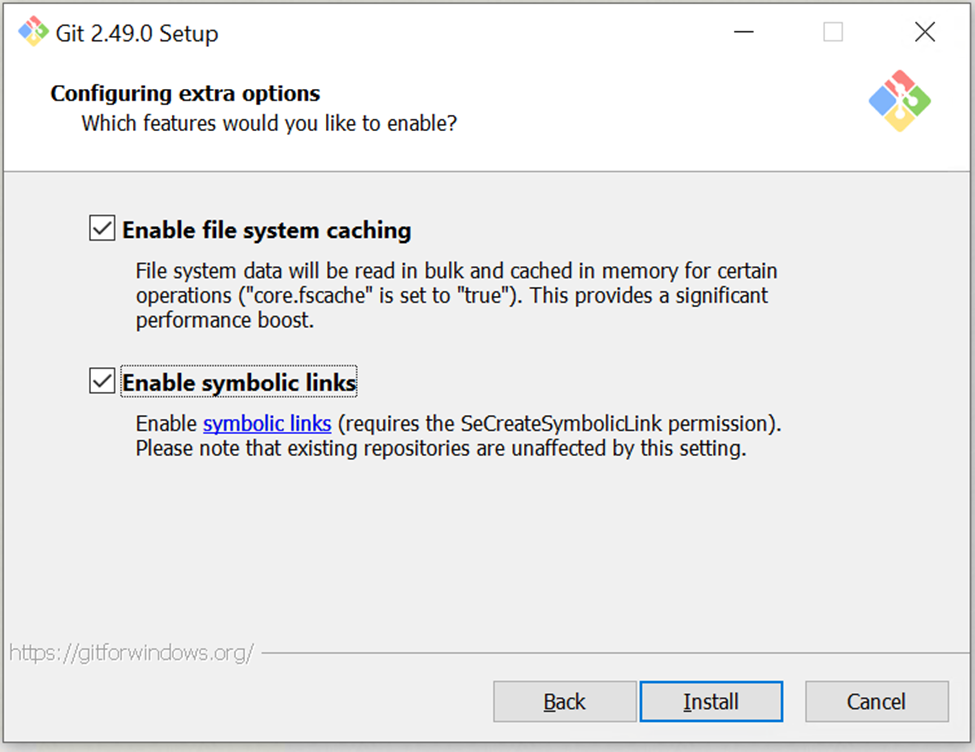 Git 2.49.0 Setup
Configuring extra options
Which features would you like to enable?
Enable file system caching
File system data will be read in bulk and cached in memory for certain
operations ("core.fscache" is set to "true"). This provides a significant
performance boost.
Enable symbolic links
Enable symbolic links (requires the SeCreateSymbolicLink permission).
Please note that existing repositories are unaffected by this setting.
https://gitforwindows.org/
Back Install Cancel